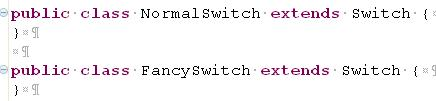 public class NormalSwitch extends Switch {
}¤¶
¤¶
public class FancySwitch extends Switch {¤¶
}¤¶